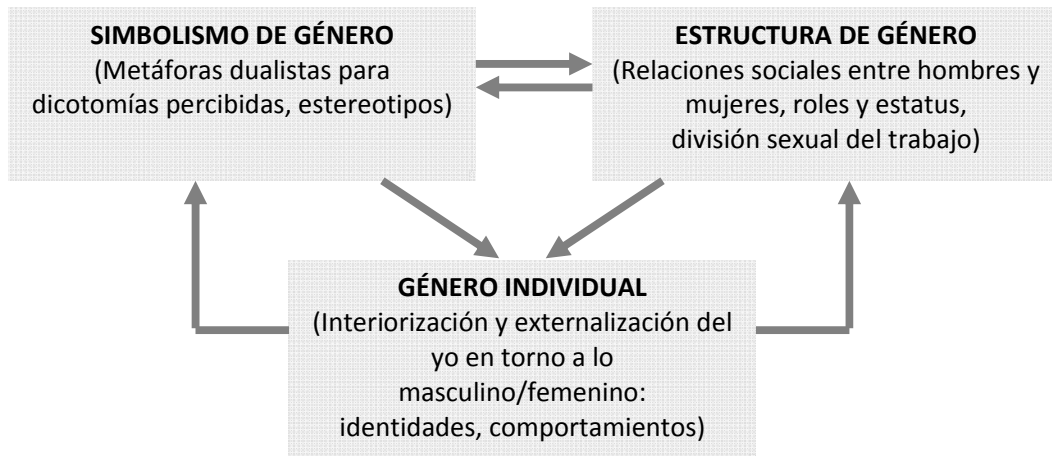 SIMBOLISMO DE GÉNERO
(Metáforas dualistas para
dicotomías percibidas, estereotipos)
ESTRUCTURA DE GÉNERO
(Relaciones sociales entre hombres y
mujeres, roles y estatus,
división sexual del trabajo)
GÉNERO INDIVIDUAL
(Interiorización y externalización del
yo en torno a lo
masculino/femenino:
identidades, comportamientos)